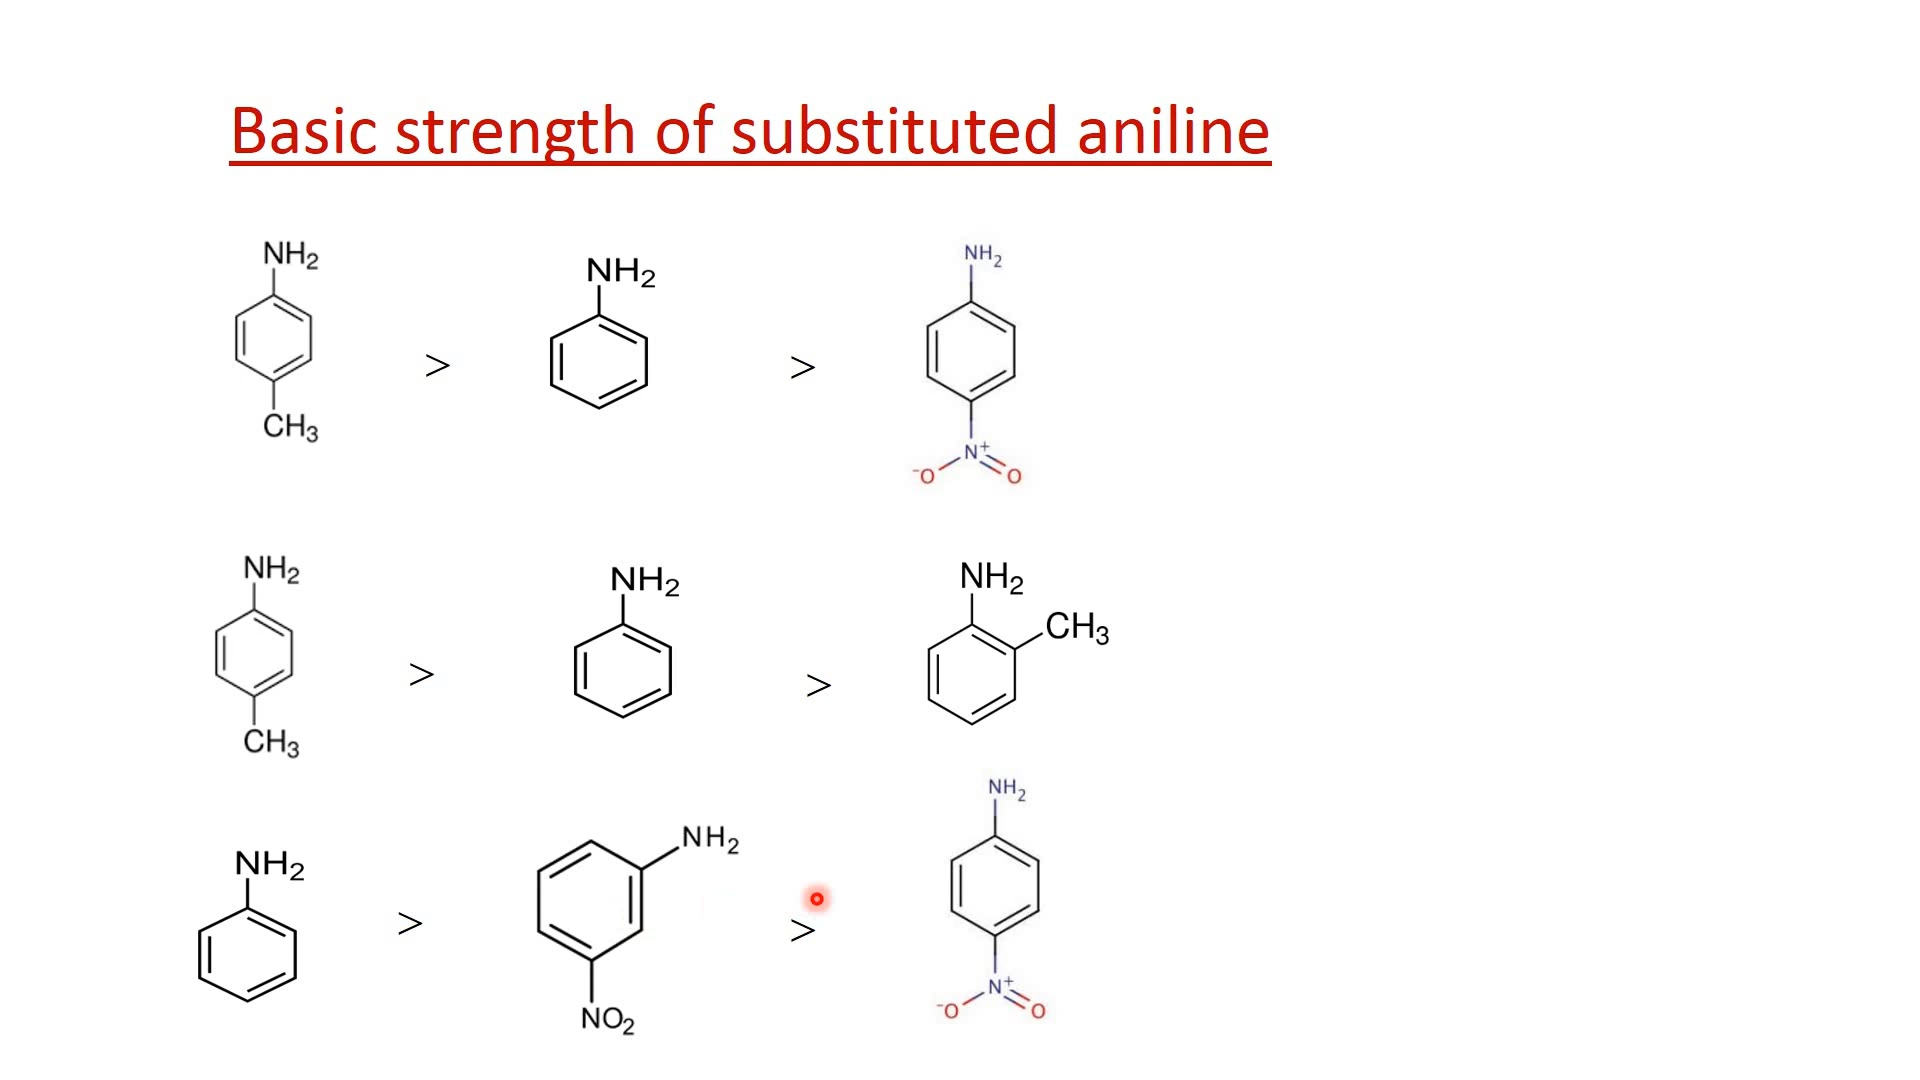 Basic strength of substituted aniline
NH₂ NH₂ NH₂
> >
CH₃ N⁺
⁻O O
NH₂ NH₂ NH₂
CH₃
> >
CH₃
NH₂
NH₂ NH₂
> >
N⁺
NO₂ ⁻O O